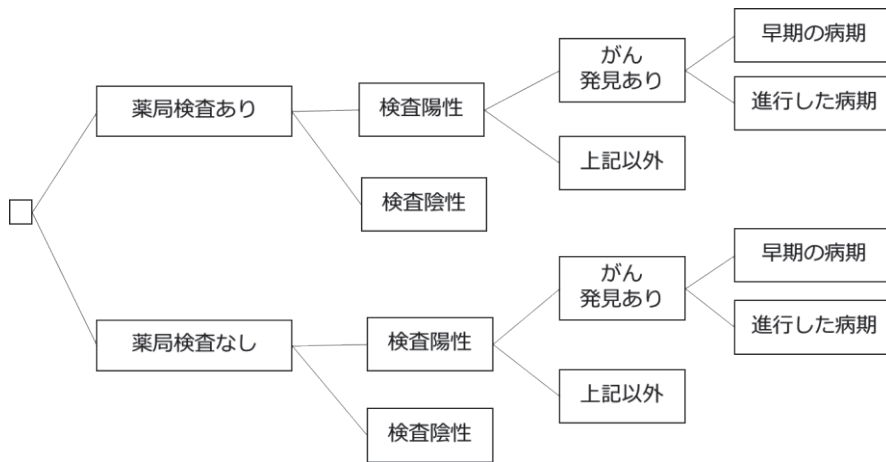 薬局検査あり
検査陽性
がん
発見あり
早期の病期
進行した病期
上記以外
検査陰性
薬局検査なし
検査陽性
がん
発見あり
早期の病期
進行した病期
上記以外
検査陰性